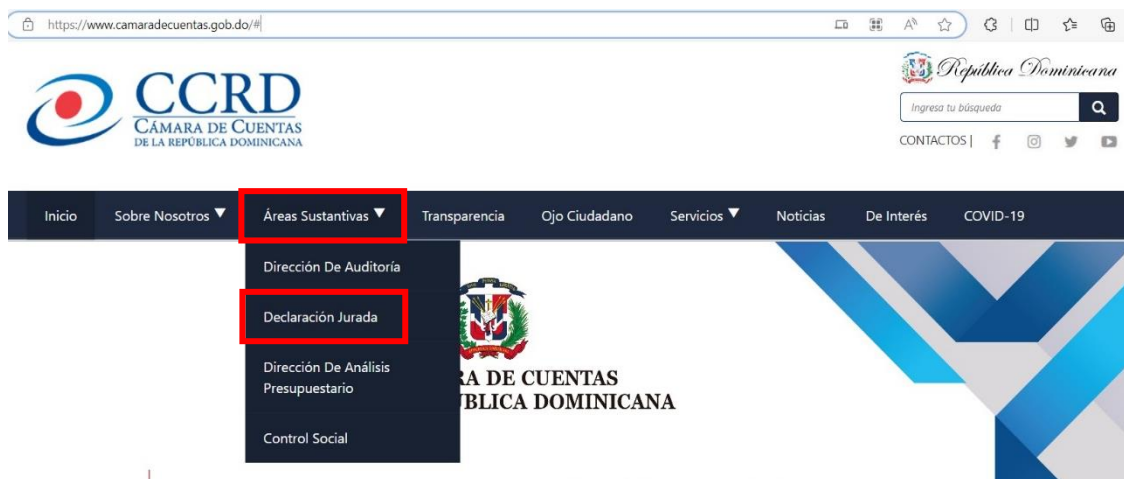 https://www.camaradecuentas.gob.do/#
República Dominicana
CCRD
CÁMARA DE CUENTAS
DE LA REPÚBLICA DOMINICANA
Ingresa tu búsqueda
CONTACTOS |
Inicio Sobre Nosotros ▼ Áreas Sustantivas ▼ Transparencia Ojo Ciudadano Servicios ▼ Noticias De Interés COVID-19
Dirección De Auditoría
Declaración Jurada
Dirección De Análisis
Presupuestario
Control Social
RA DE CUENTAS
ÚBLICA DOMINICANA